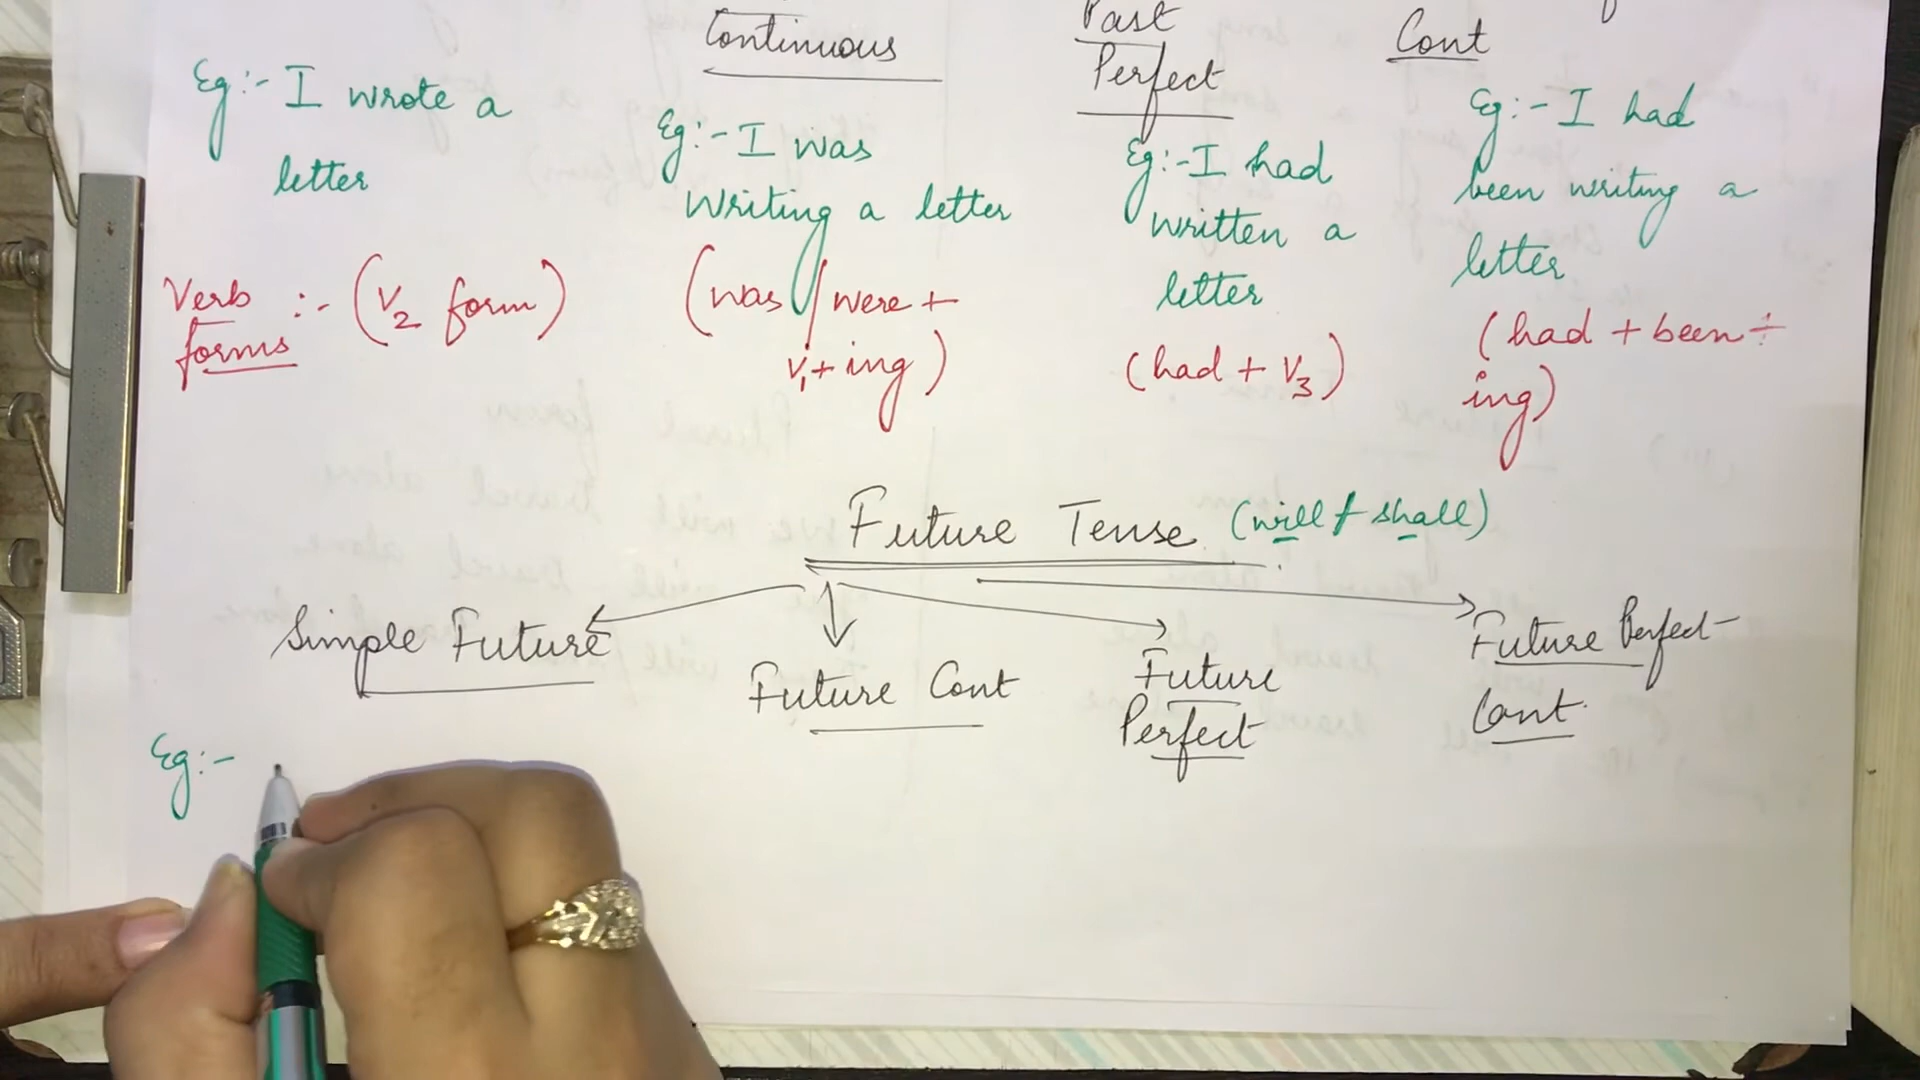 Continuous
Past
Perfect
Cont
Eg:- I wrote a
letter
Eg:- I was
writing a letter
Eg:- I had
written a
letter
Eg:- I had
been writing a
letter
Verb
forms :- (V2 form)
(was / were +
V1 + ing)
(had + V3)
(had + been +
ing)
Future Tense (will / shall)
Simple Future
Future Cont
Future
Perfect
Future Perfect
Cont.
Eg:-